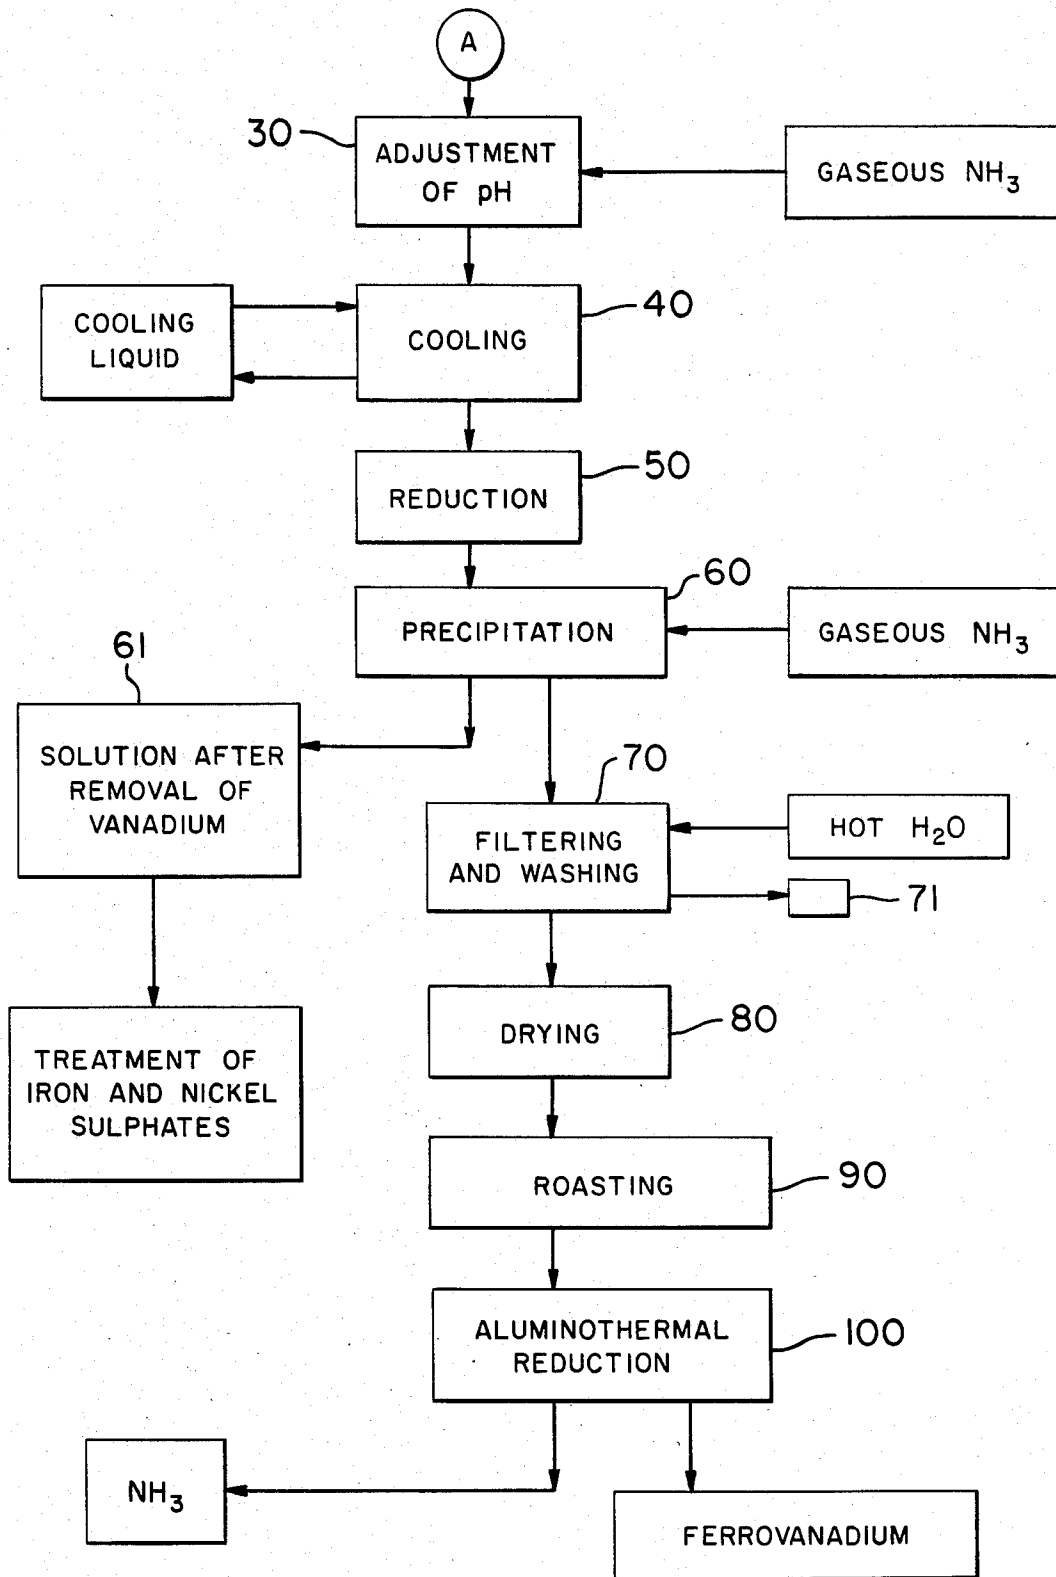 A
30
ADJUSTMENT
OF pH
GASEOUS NH3
COOLING
LIQUID
COOLING
40
REDUCTION
50
PRECIPITATION
60
GASEOUS NH3
61
SOLUTION AFTER
REMOVAL OF
VANADIUM
70
FILTERING
AND WASHING
HOT H2O
71
TREATMENT OF
IRON AND NICKEL
SULPHATES
DRYING
80
ROASTING
90
ALUMINOTHERMAL
REDUCTION
100
NH3
FERROVANADIUM